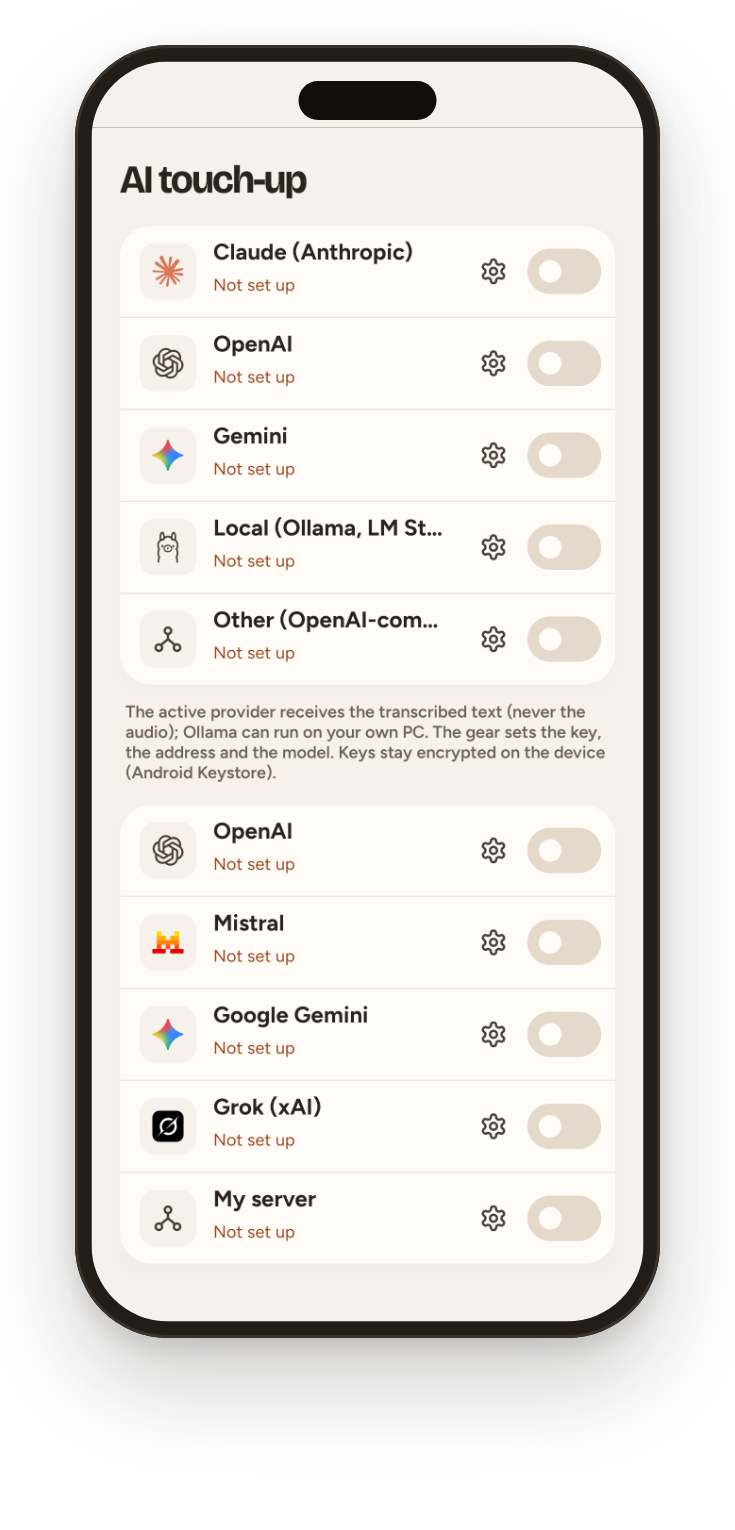 AI touch-up
Claude (Anthropic)
Not set up
OpenAI
Not set up
Gemini
Not set up
Local (Ollama, LM St...
Not set up
Other (OpenAI-com...
Not set up
The active provider receives the transcribed text (never the
audio); Ollama can run on your own PC. The gear sets the key,
the address and the model. Keys stay encrypted on the device
(Android Keystore).
OpenAI
Not set up
Mistral
Not set up
Google Gemini
Not set up
Grok (xAI)
Not set up
My server
Not set up